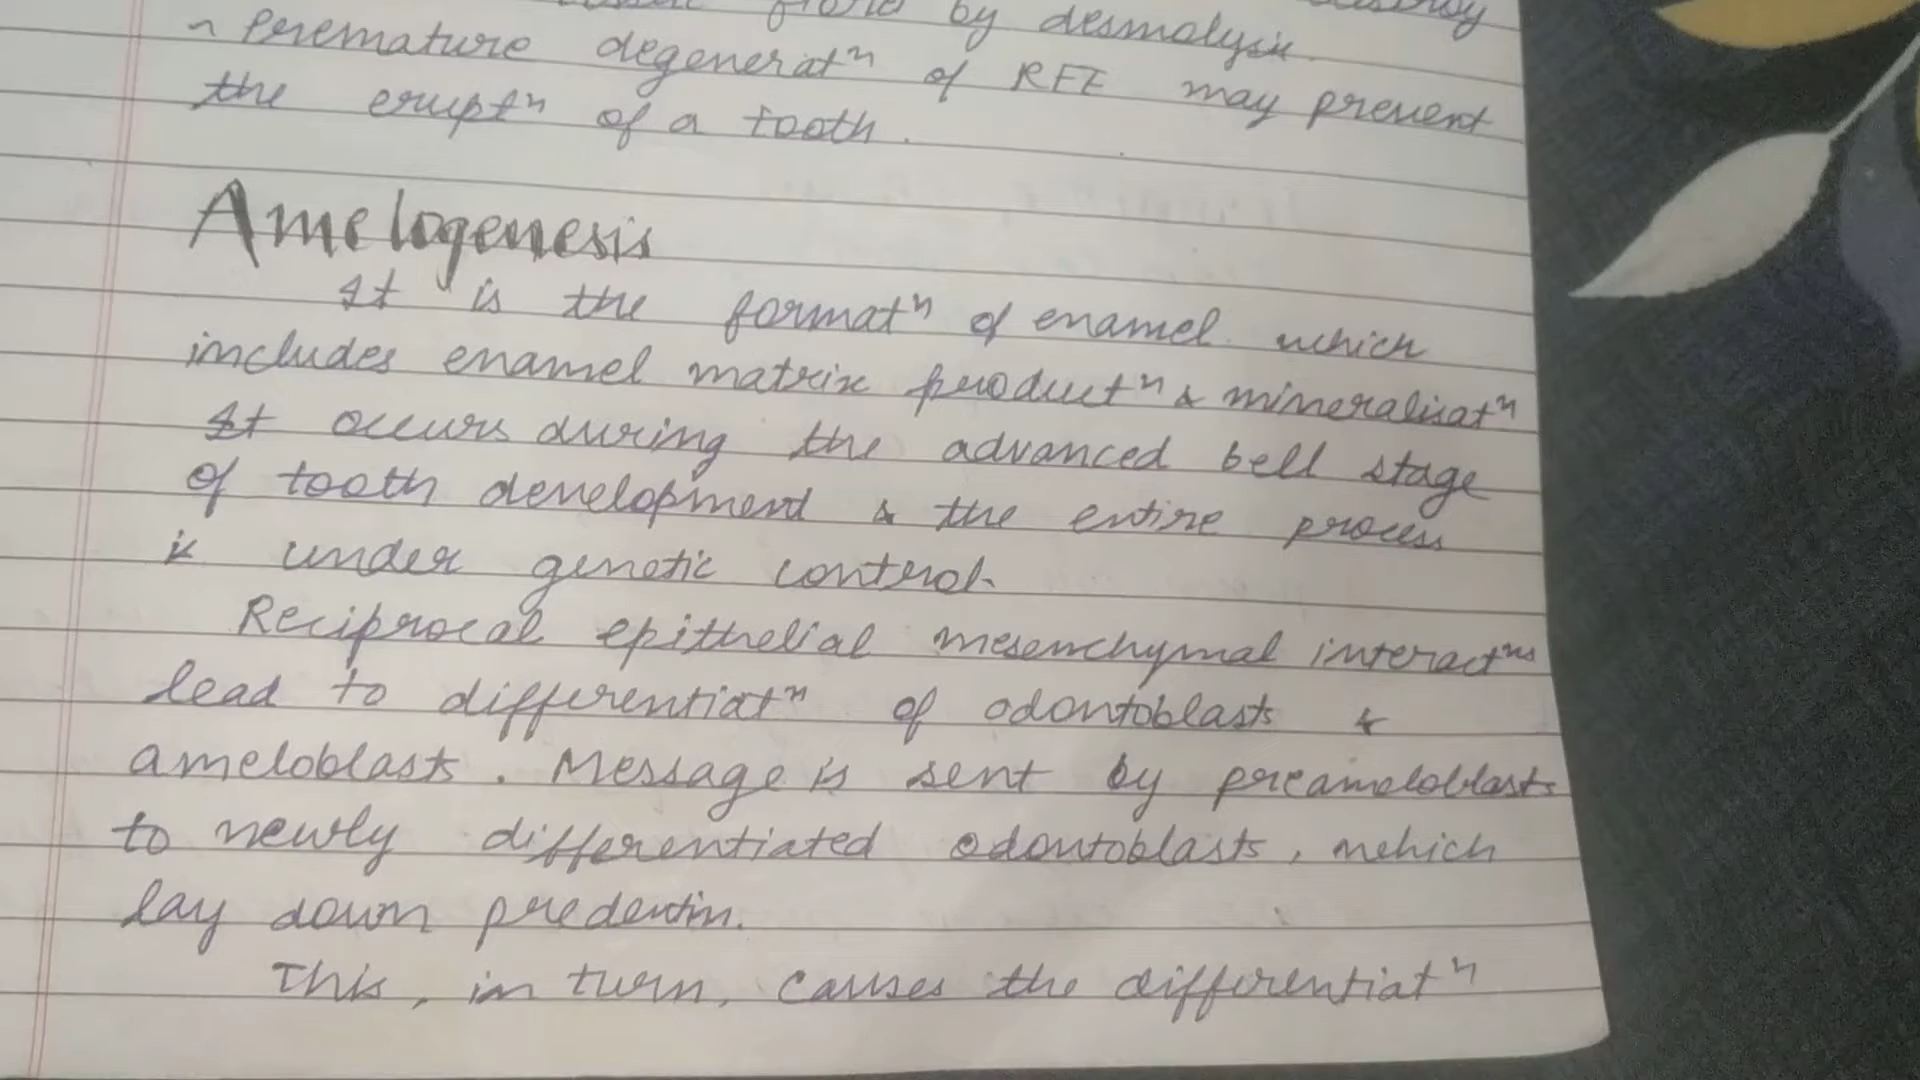 by desmolysis
~ Premature degeneratⁿ of REE may prevent
the eruptⁿ of a tooth.
Amelogenesis
It is the formatⁿ of enamel which
includes enamel matrix productⁿ & mineralisatⁿ
It occurs during the advanced bell stage
of tooth development & the entire process
is under genetic control.
Reciprocal epithelial mesenchymal interactⁿˢ
lead to differentiatⁿ of odontoblasts &
ameloblasts. Message is sent by preameloblasts
to newly differentiated odontoblasts, which
lay down predentin.
This, in turn, causes the differentiatⁿ